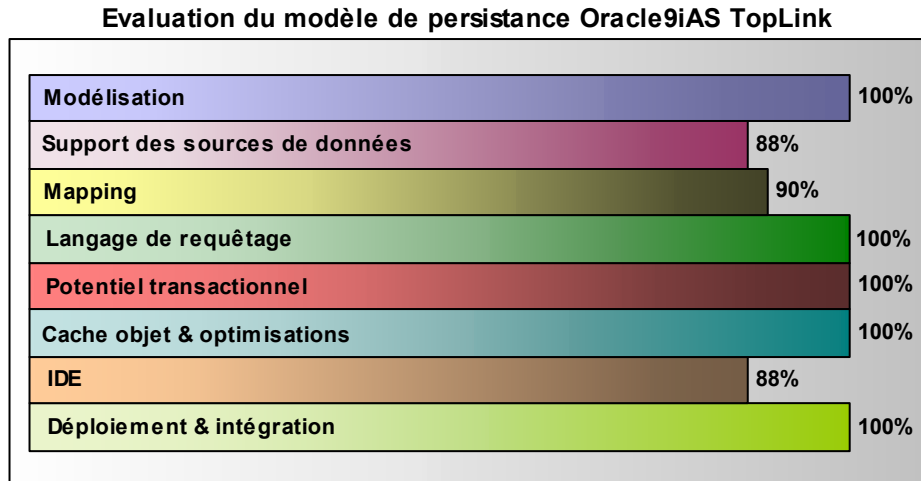 Evaluation du modèle de persistance Oracle9iAS TopLink
Modélisation 100%
Support des sources de données 88%
Mapping 90%
Langage de requêtage 100%
Potentiel transactionnel 100%
Cache objet & optimisations 100%
IDE 88%
Déploiement & intégration 100%